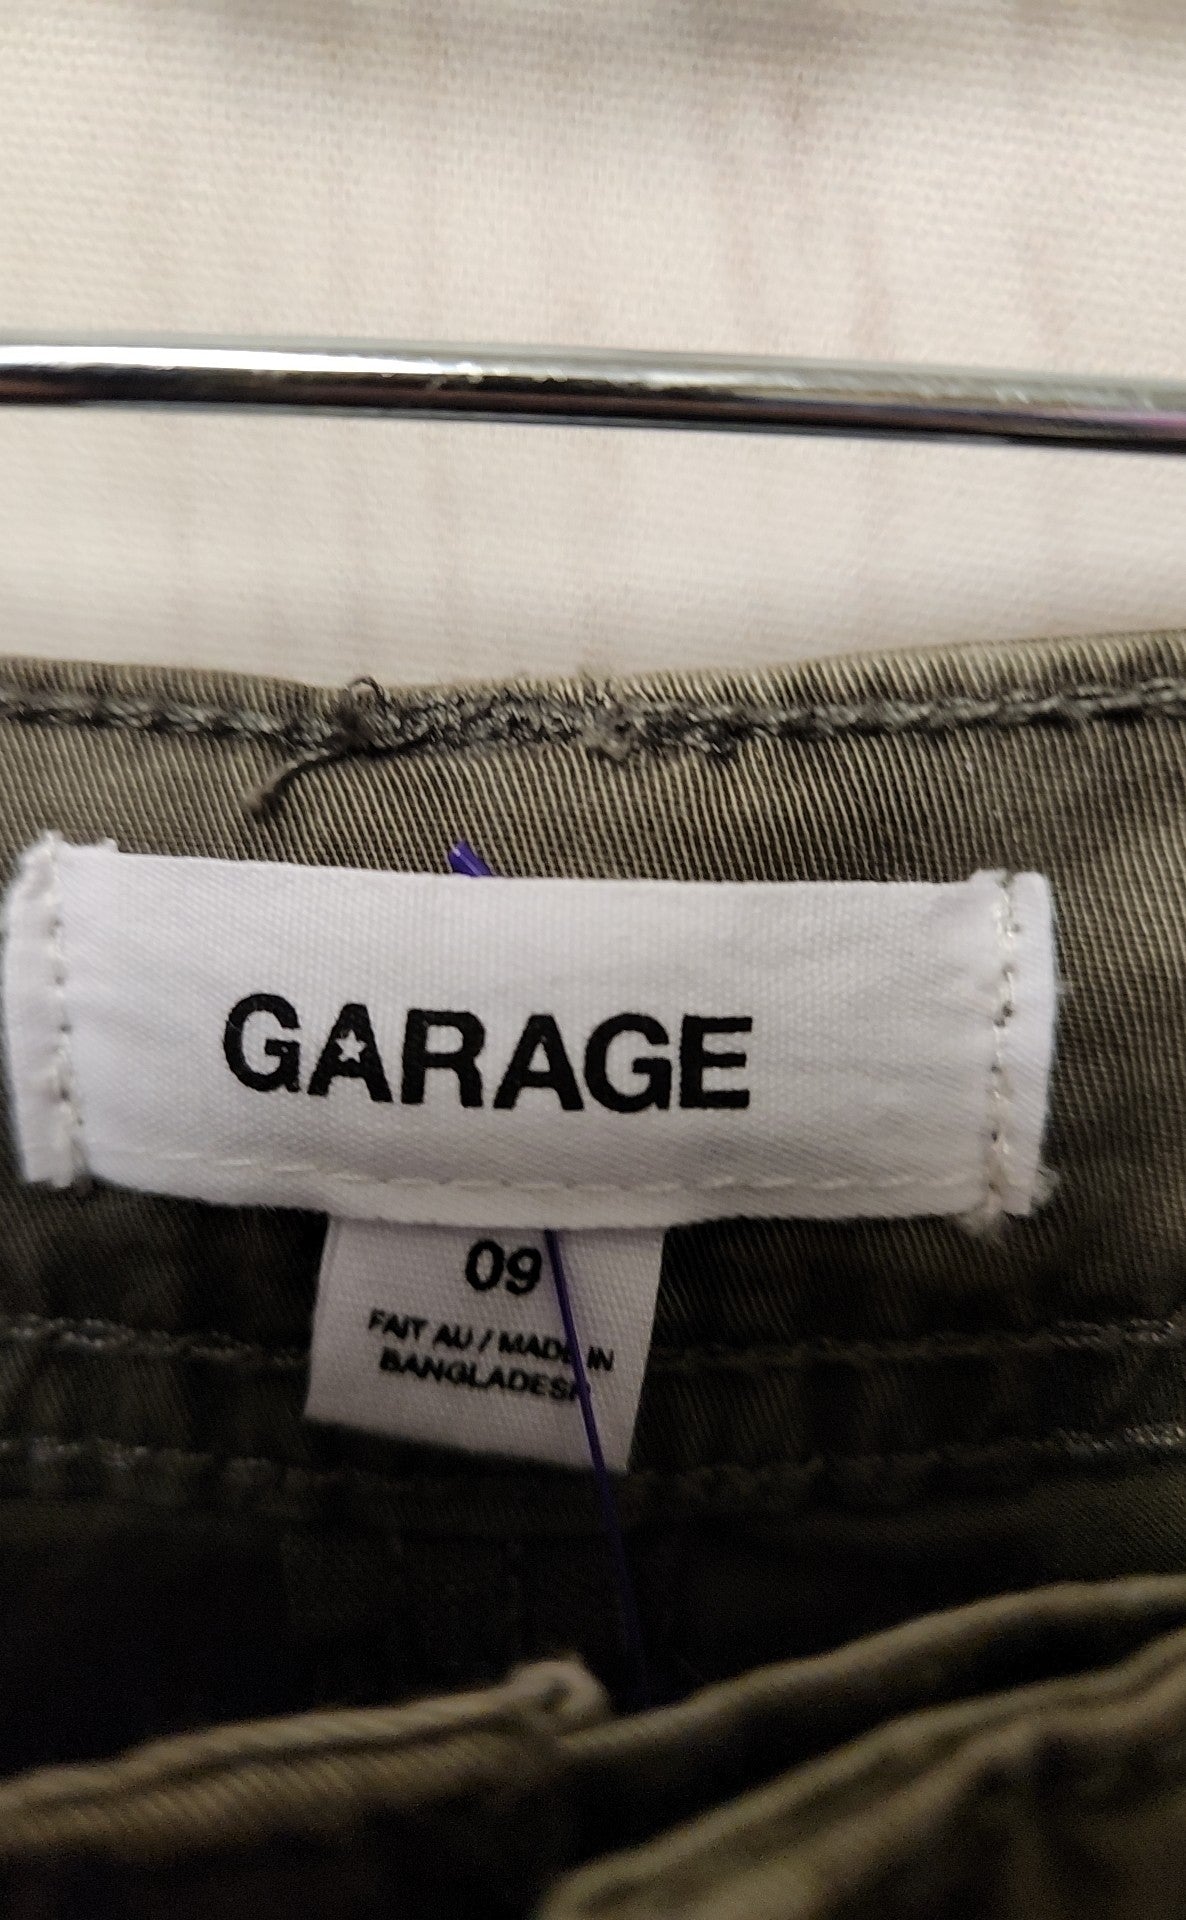 GARAGE
09
FAIT AU / MADE IN
BANGLADESH